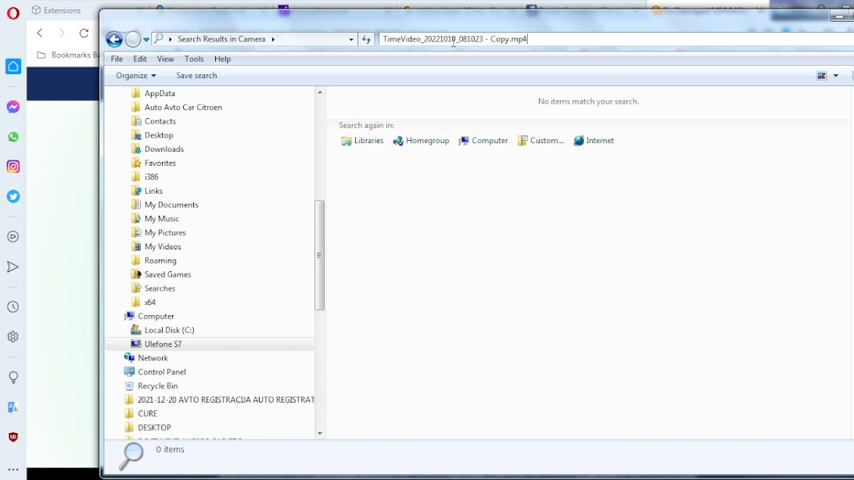 Extensions
Bookmarks Ba
Search Results in Camera
TimeVideo_20221010_081023 - Copy.mp4
File Edit View Tools Help
Organize Save search
AppData
Auto Avto Car Citroen
Contacts
Desktop
Downloads
Favorites
i386
Links
My Documents
My Music
My Pictures
My Videos
Roaming
Saved Games
Searches
x64
Computer
Local Disk (C:)
Ulefone S7
Network
Control Panel
Recycle Bin
2021-12-20 AVTO REGISTRACIJA AUTO REGISTRAT
CURE
DESKTOP
No items match your search.
Search again in:
Libraries Homegroup Computer Custom... Internet
0 items